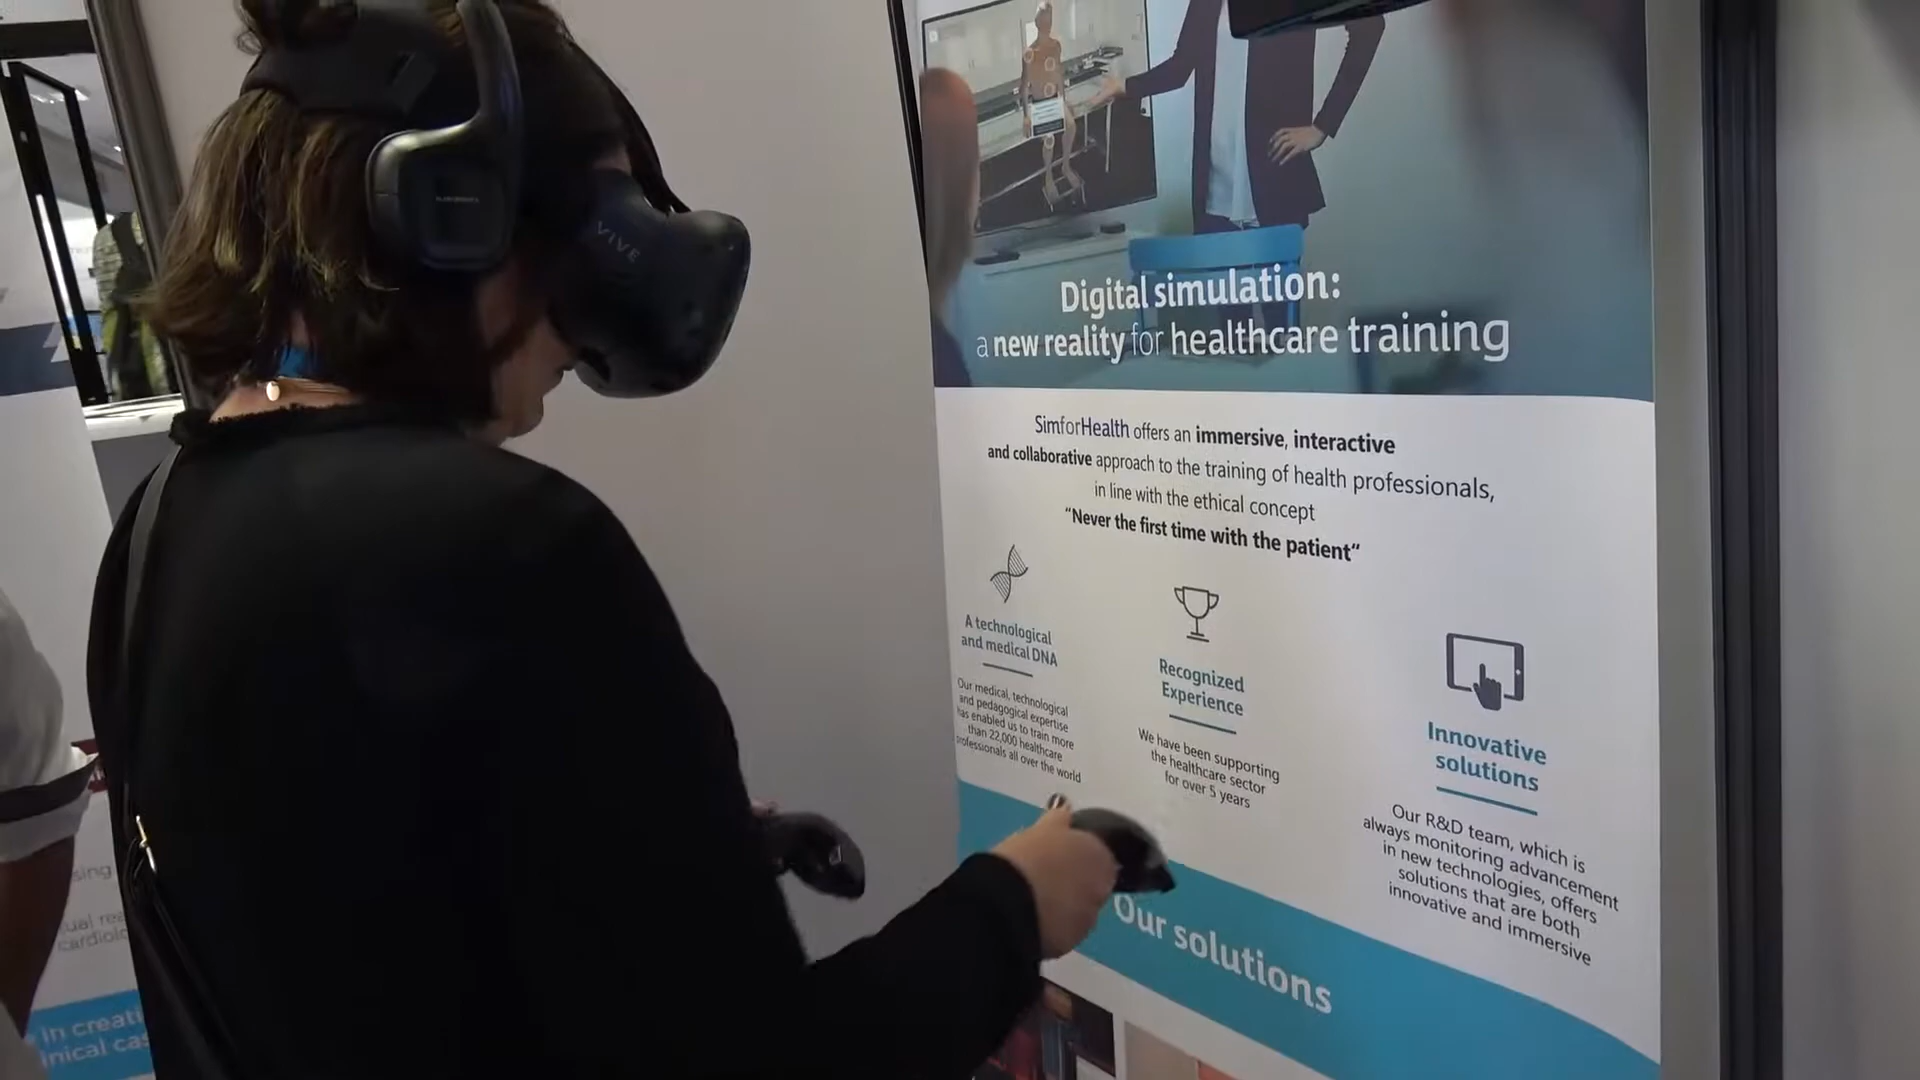 VIVE
Digital simulation:
a new reality for healthcare training
SimforHealth offers an immersive, interactive
and collaborative approach to the training of health professionals,
in line with the ethical concept
“Never the first time with the patient“
A technological
and medical DNA
Our medical, technological
and pedagogical expertise
has enabled us to train more
than 22,000 healthcare
professionals all over the world
Recognized
Experience
We have been supporting
the healthcare sector
for over 5 years
Innovative
solutions
Our R&D team, which is
always monitoring advancement
in new technologies, offers
solutions that are both
innovative and immersive
Our solutions
in creati
inical cas